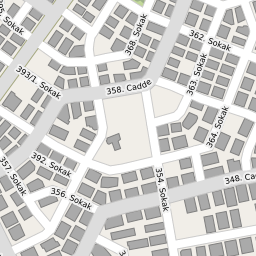 Sokak
368. Sokak
362. Sokak
393/1. Sokak
358. Cadde
363. Sokak
364. Sokak
392. Sokak
357. Sokak
356. Sokak
354. Sokak
348. Ca